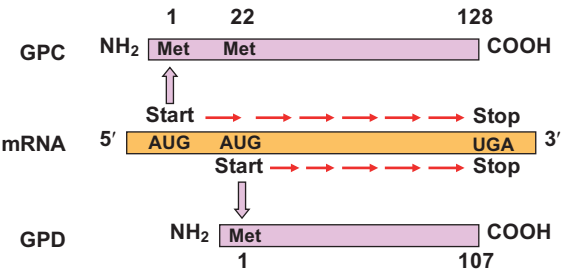 1 22 128
GPC NH2 Met Met COOH
Start Stop
mRNA 5′ AUG AUG UGA 3′
Start Stop
GPD NH2 Met COOH
1 107